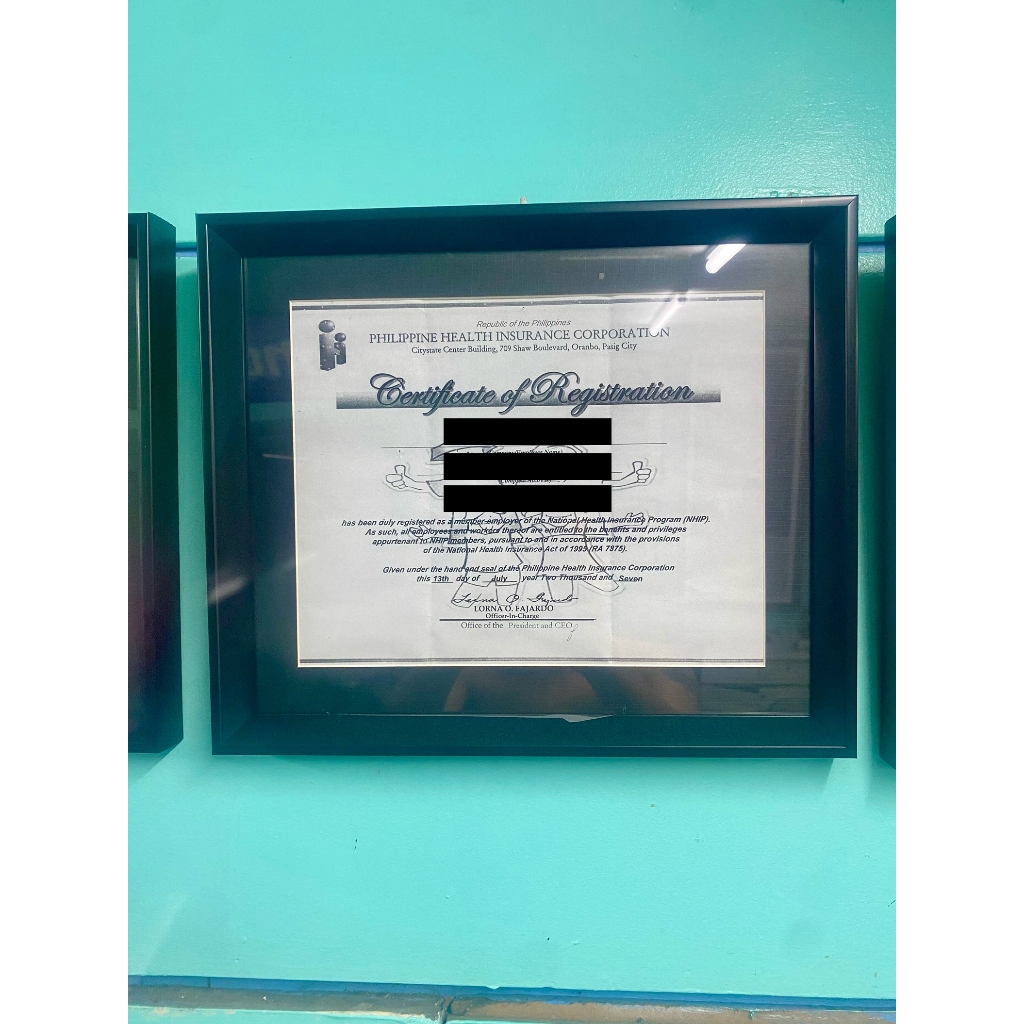 Republic of the Philippines
PHILIPPINE HEALTH INSURANCE CORPORATION
Citystate Center Building, 709 Shaw Boulevard, Oranbo, Pasig City
Certificate of Registration
has been duly registered as a member-employer of the National Health Insurance Program (NHIP).
As such, all employees and workers thereof are entitled to the benefits and privileges
appurtenant to NHIP members, pursuant to and in accordance with the provisions
of the National Health Insurance Act of 1995 (RA 7875).
Given under the hand and seal of the Philippine Health Insurance Corporation
this 13th day of July year Two Thousand and Seven
Lorna O. Fajardo
LORNA O. FAJARDO
Officer-In-Charge
Office of the President and CEO